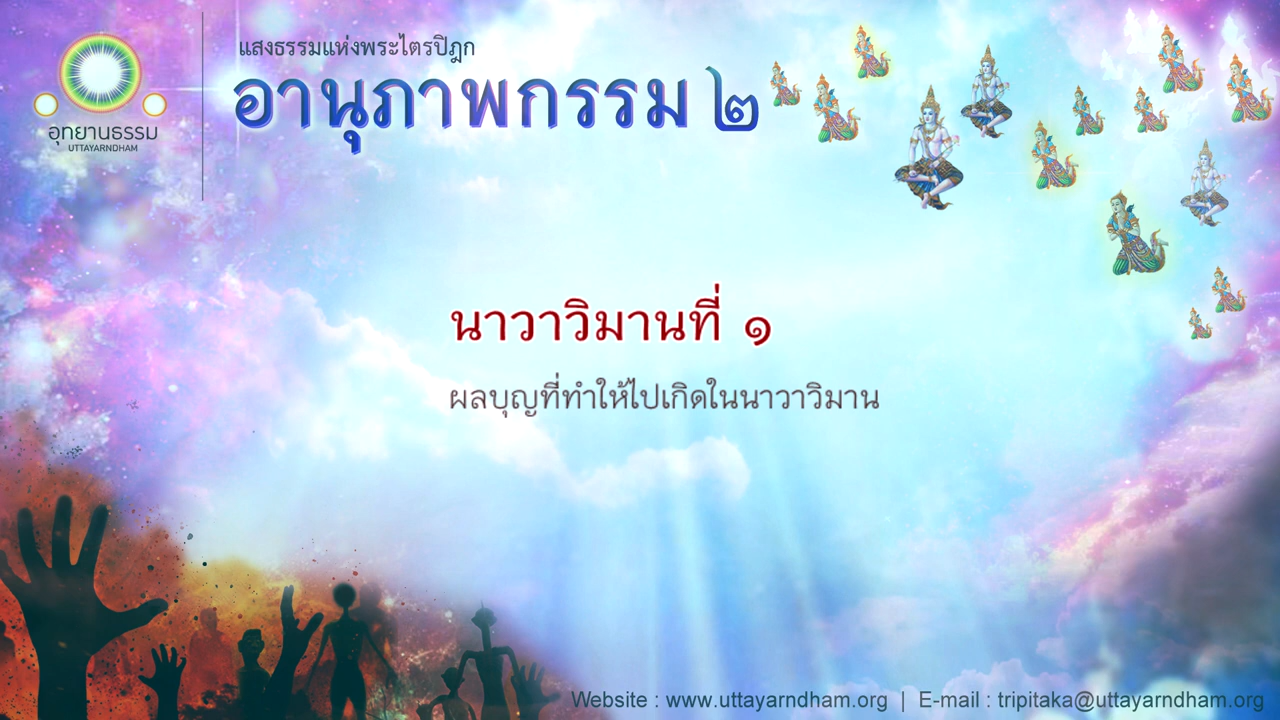 อุทยานธรรม
UTTAYARNDHAM
แสงธรรมแห่งพระไตรปิฎก
อานุภาพกรรม ๒
นาวาวิมานที่ ๑
ผลบุญที่ทำให้ไปเกิดในนาวาวิมาน
Website : www.uttayarndham.org | E-mail : tripitaka@uttayarndham.org